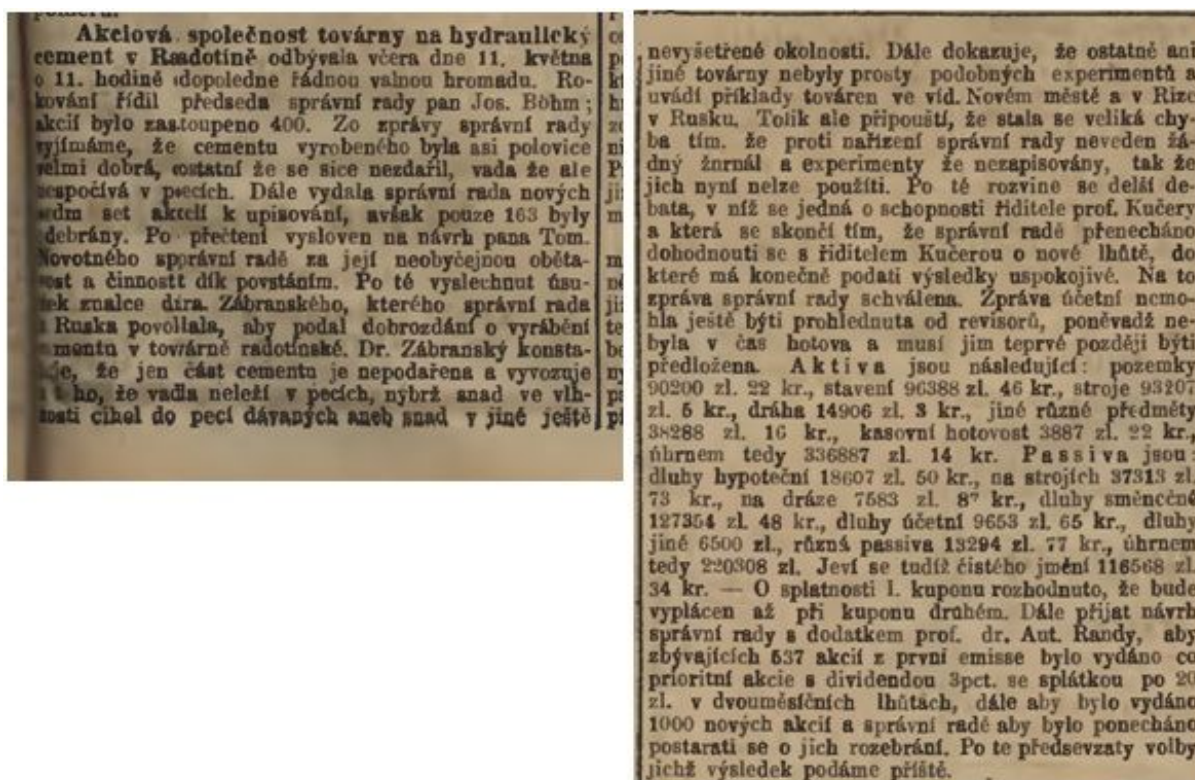 Akciová společnost továrny na hydraulický
cement v Radotíně odbývala včera dne 11. května
o 11. hodině dopoledne řádnou valnou hromadu. Ro-
kování řídil předseda správní rady pan Jos. Böhm;
akcií bylo zastoupeno 400. Ze zprávy správní rady
vyjímáme, že cementu vyrobeného byla asi polovice
velmi dobrá, ostatní že se sice nezdařil, vada že ale
nespočívá v pecích. Dále vydala správní rada nových
sedm set akcií k upisování, avšak pouze 163 byly
odebrány. Po přečtení vysloven na návrh pana Tom.
Novotného správní radě za její neobyčejnou oběta-
vost a činnost dík povstáním. Po té vyslechnut úsu-
dek znalce dra. Zábranského, kterého správní rada
z Ruska povolala, aby podal dobrozdání o vyrábění
cementu v továrně radotínské. Dr. Zábranský konsta-
tuje, že jen část cementu je nepodařena a vyvozuje
z toho, že vada neleží v pecích, nýbrž snad ve vlh-
kosti cihel do pecí dávaných aneb snad v jiné ještě
nevyšetřené okolnosti. Dále dokazuje, že ostatně ani
jiné továrny nebyly prosty podobných experimentů a
uvádí příklady továren ve víd. Novém městě a v Rize
v Rusku. Tolik ale připouští, že stala se veliká chy-
ba tím. že proti nařízení správní rady neveden žá-
dný žnrnál a experimenty že nezapisovány, tak že
jich nyní nelze použíti. Po té rozvine se delší de-
bata, v níž se jedná o schopnosti řiditele prof. Kučery
a která se skončí tím, že správní radě přenecháno
dohodnouti se s řiditelem Kučerou o nové lhůtě, do
které má konečně podati výsledky uspokojivé. Na to
zpráva správní rady schválena. Zpráva účetní nemo-
hla ještě býti prohlednuta od revisorů, poněvadž ne-
byla v čas hotova a musí jim teprvé později býti
předložena. Aktiva jsou následující: pozemky
90200 zl. 22 kr., stavení 96388 zl. 46 kr., stroje 93207
zl. 5 kr., dráha 14906 zl. 3 kr., jiné různé předměty
38288 zl. 16 kr., kasovní hotovost 3887 zl. 22 kr.,
úhrnem tedy 336887 zl. 14 kr. Passiva jsou:
dluhy hypoteční 18607 zl. 50 kr., na strojích 37313 zl.
73 kr., na dráze 7583 zl. 87 kr., dluhy směneční
127354 zl. 48 kr., dluhy účetní 9653 zl. 65 kr., dluhy
jiné 6500 zl., různá passiva 13294 zl. 77 kr., úhrnem
tedy 220308 zl. Jeví se tudíž čistého jmění 116568 zl.
34 kr. — O splatnosti I. kuponu rozhodnuto, že bude
vyplácen až při kuponu druhém. Dále přijat návrh
správní rady s dodatkem prof. dr. Ant. Randy, aby
zbývajících 537 akcií z první emisse bylo vydáno co
prioritní akcie s dividendou 3pct. se splátkou po 20
zl. v dvouměsíčních lhůtách, dále aby bylo vydáno
1000 nových akcií a správní radě aby bylo ponecháno
postarati se o jich rozebrání. Po te předsevzaty volby
jichž výsledek podáme příště.